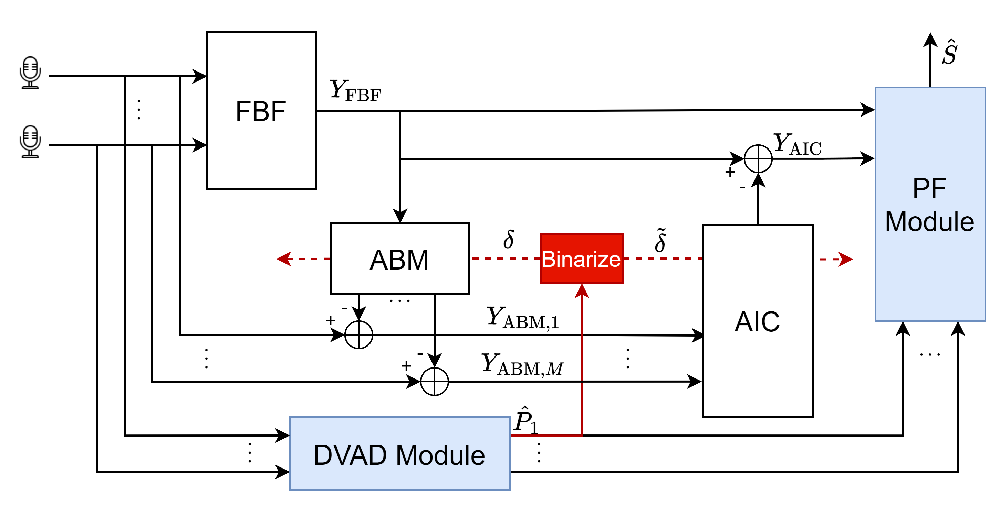 Ŝ
Y_FBF
FBF
Y_AIC
+
-
PF
Module
δ
δ̃
ABM
Binarize
...
-
+
Y_ABM,1
AIC
-
+
Y_ABM,M
...
P̂_1
DVAD Module